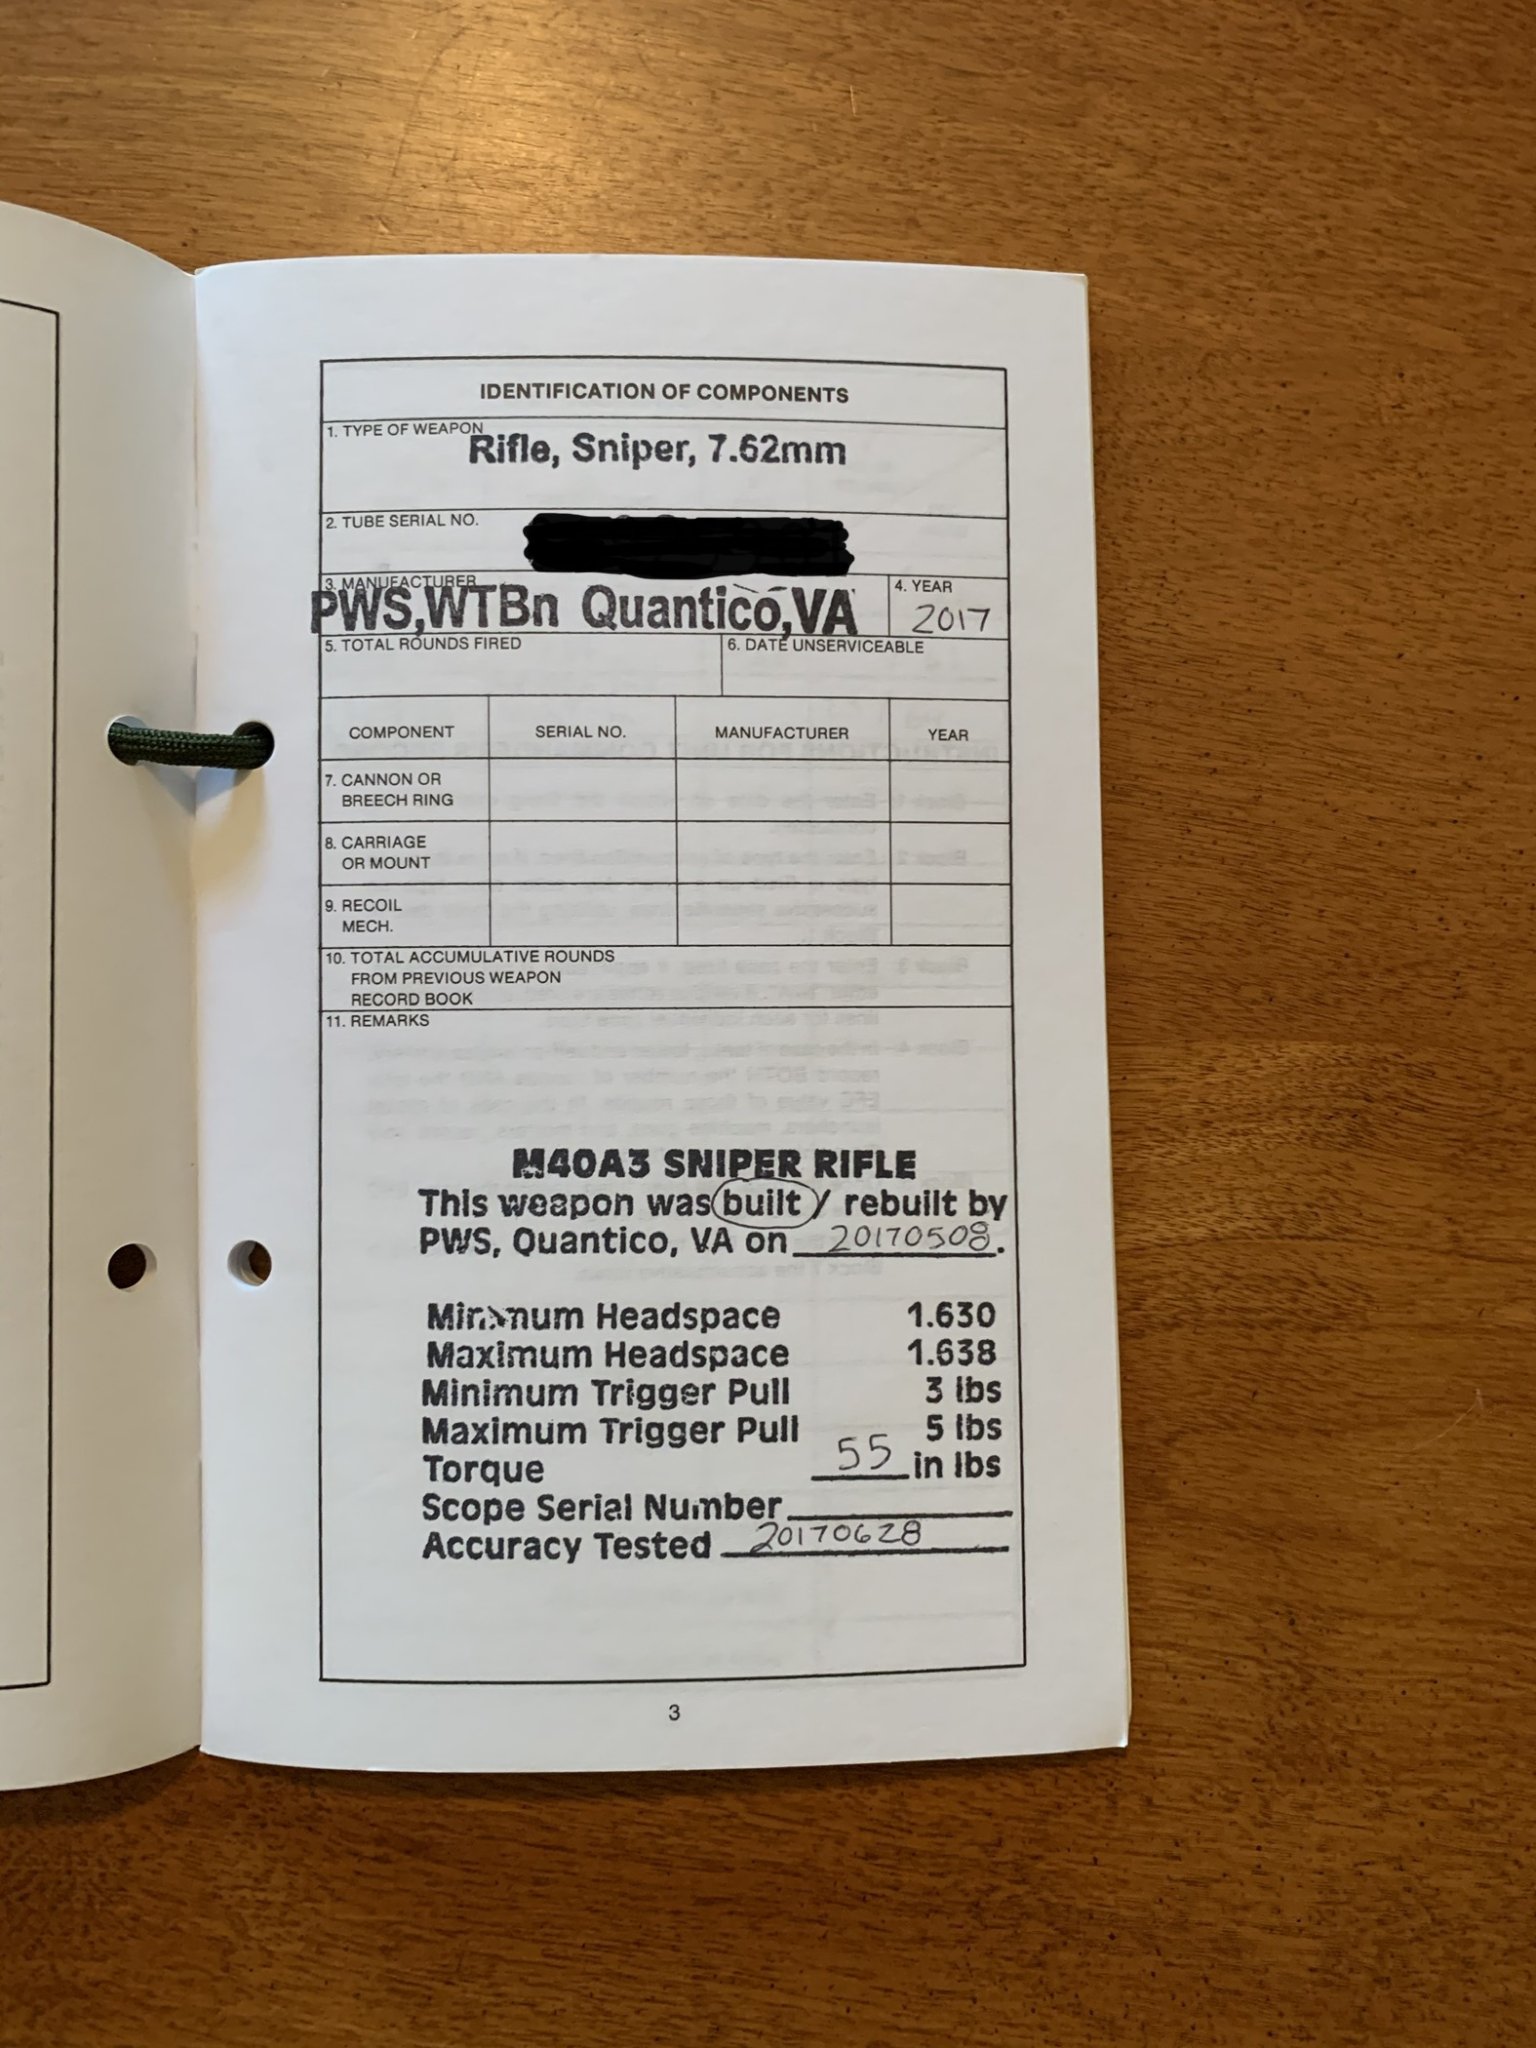 IDENTIFICATION OF COMPONENTS
1. TYPE OF WEAPON
Rifle, Sniper, 7.62mm
2. TUBE SERIAL NO.
3. MANUFACTURER
PWS,WTBn Quantico,VA
4. YEAR
2017
5. TOTAL ROUNDS FIRED
6. DATE UNSERVICEABLE
COMPONENT SERIAL NO. MANUFACTURER YEAR
7. CANNON OR
BREECH RING
8. CARRIAGE
OR MOUNT
9. RECOIL
MECH.
10. TOTAL ACCUMULATIVE ROUNDS
FROM PREVIOUS WEAPON
RECORD BOOK
11. REMARKS
M40A3 SNIPER RIFLE
This weapon was built / rebuilt by
PWS, Quantico, VA on 20170508.
Minimum Headspace 1.630
Maximum Headspace 1.638
Minimum Trigger Pull 3 lbs
Maximum Trigger Pull 5 lbs
Torque 55 in lbs
Scope Serial Number
Accuracy Tested 20170628
3